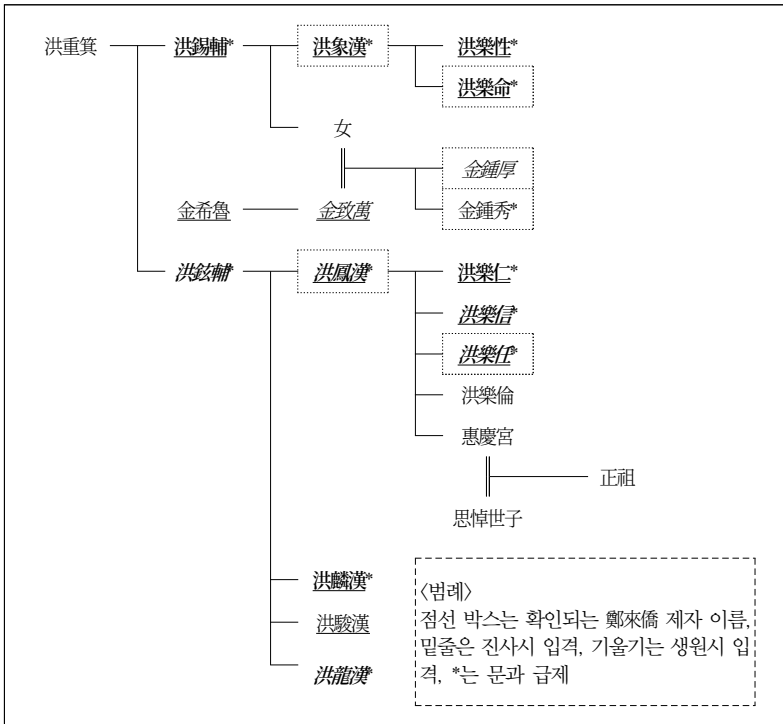 洪重箕 洪錫輔* 洪象漢* 洪樂性*
洪樂命*
女
金鍾厚
金希魯 金致萬 金鍾秀*
洪鉉輔* 洪鳳漢* 洪樂仁*
洪樂信*
洪樂任*
洪樂倫
惠慶宮
正祖
思悼世子
洪麟漢*
洪駿漢
洪龍漢*
〈범례〉
점선 박스는 확인되는 鄭來僑 제자 이름,
밑줄은 진사시 입격, 기울기는 생원시 입
격, *는 문과 급제